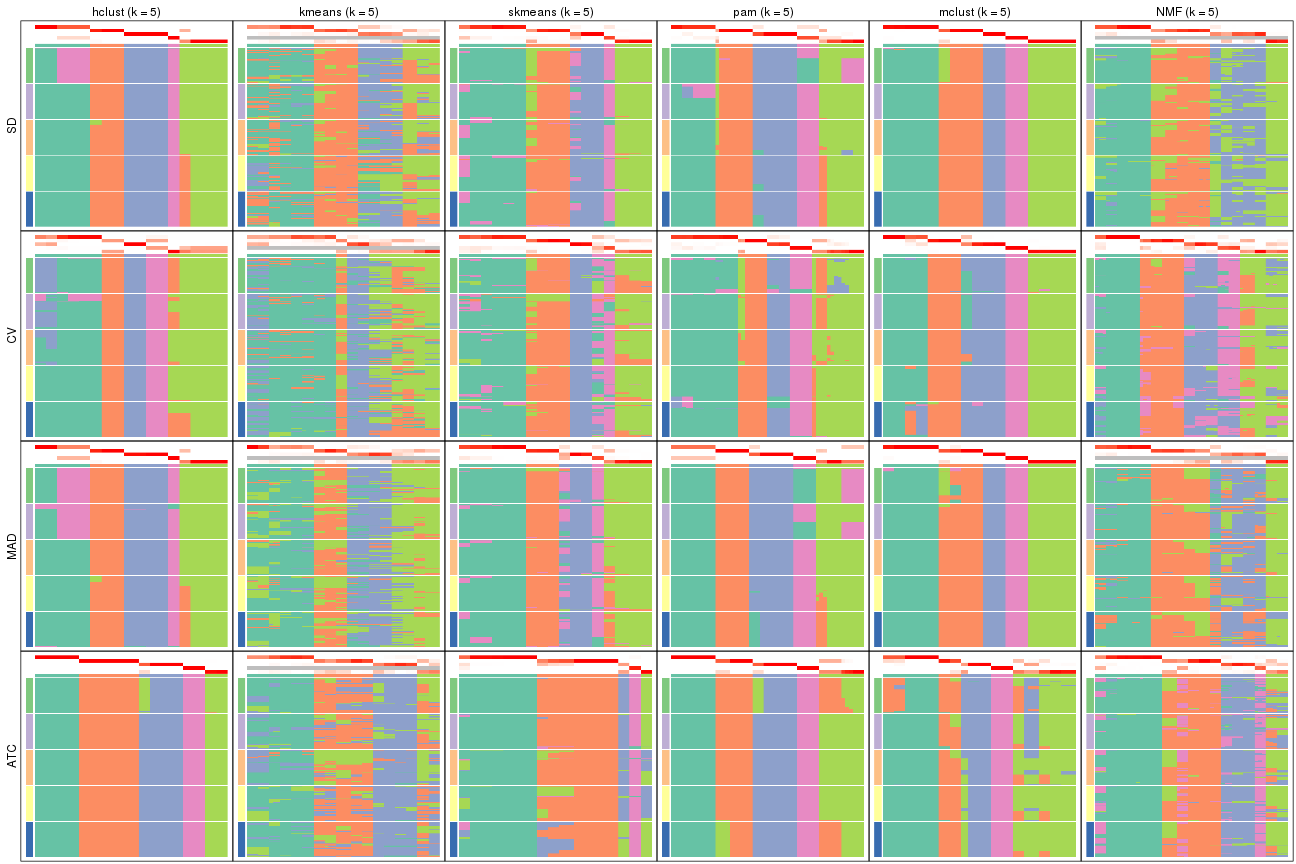 hclust (k = 5) kmeans (k = 5) skmeans (k = 5) pam (k = 5) mclust (k = 5) NMF (k = 5)
SD
CV
MAD
ATC